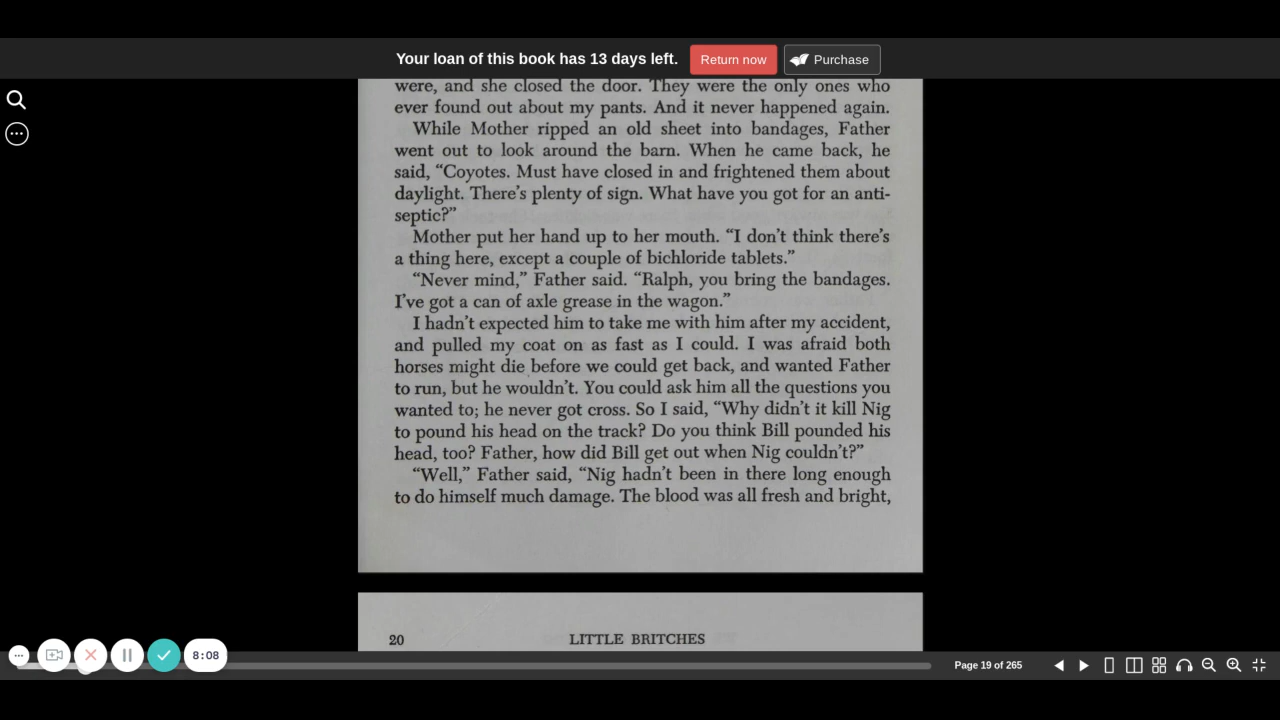 Your loan of this book has 13 days left. Return now Purchase
were, and she closed the door. They were the only ones who
ever found out about my pants. And it never happened again.
While Mother ripped an old sheet into bandages, Father
went out to look around the barn. When he came back, he
said, “Coyotes. Must have closed in and frightened them about
daylight. There’s plenty of sign. What have you got for an anti-
septic?”
Mother put her hand up to her mouth. “I don’t think there’s
a thing here, except a couple of bichloride tablets.”
“Never mind,” Father said. “Ralph, you bring the bandages.
I’ve got a can of axle grease in the wagon.”
I hadn’t expected him to take me with him after my accident,
and pulled my coat on as fast as I could. I was afraid both
horses might die before we could get back, and wanted Father
to run, but he wouldn’t. You could ask him all the questions you
wanted to; he never got cross. So I said, “Why didn’t it kill Nig
to pound his head on the track? Do you think Bill pounded his
head, too? Father, how did Bill get out when Nig couldn’t?”
“Well,” Father said, “Nig hadn’t been in there long enough
to do himself much damage. The blood was all fresh and bright,
20 LITTLE BRITCHES
8:08
Page 19 of 265